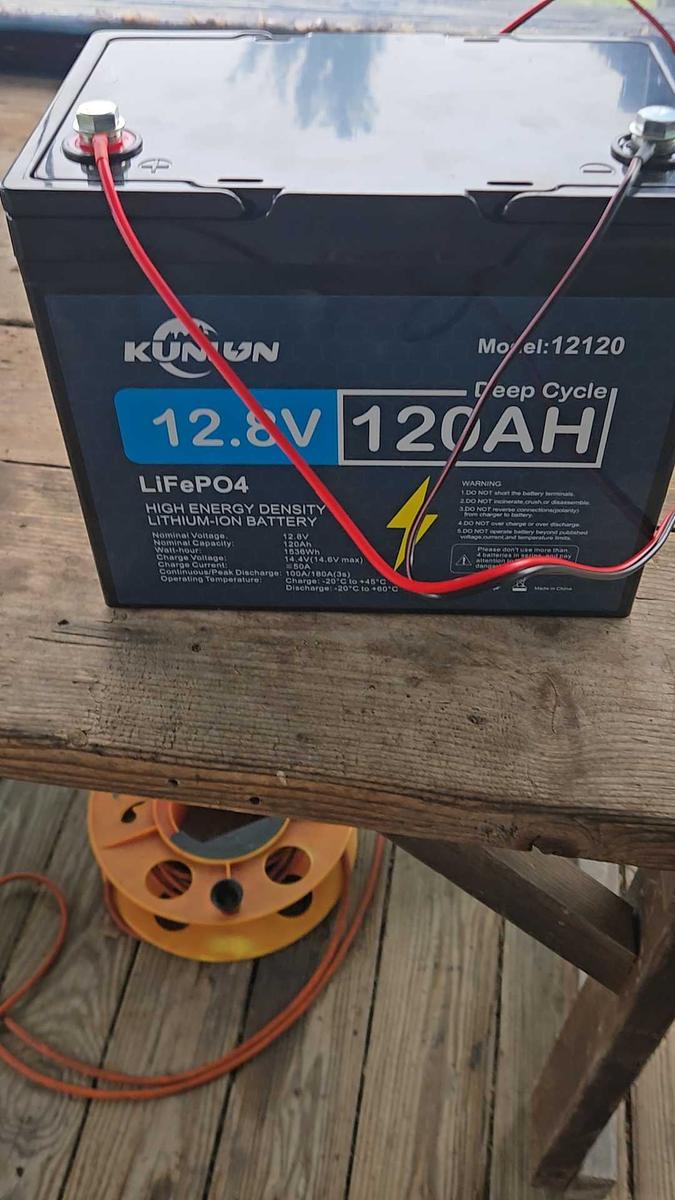 Model:12120
Deep Cycle
12.8V 120AH
LiFePO4
HIGH ENERGY DENSITY
LITHIUM-ION BATTERY
Nominal Voltage: 12.8V
Nominal Capacity: 120Ah
Watt-hour: 1536Wh
Charge Voltage: 14.4V(14.6V max)
Charge Current: ≤50A
Continuous/Peak Discharge: 100A/180A(3s)
Operating Temperature: Charge: -20°C to +45°C
Discharge: -20°C to +60°C
WARNING
1.DO NOT short the battery terminals.
2.DO NOT incinerate,crush,or disassemble.
3.DO NOT reverse connections(polarity)
from charger to battery.
4.DO NOT over charge or over discharge.
5.DO NOT operate battery beyond published
voltage,current,and temperature limits.
Please don't use more than
4 batteries in series,and pay
Made in China